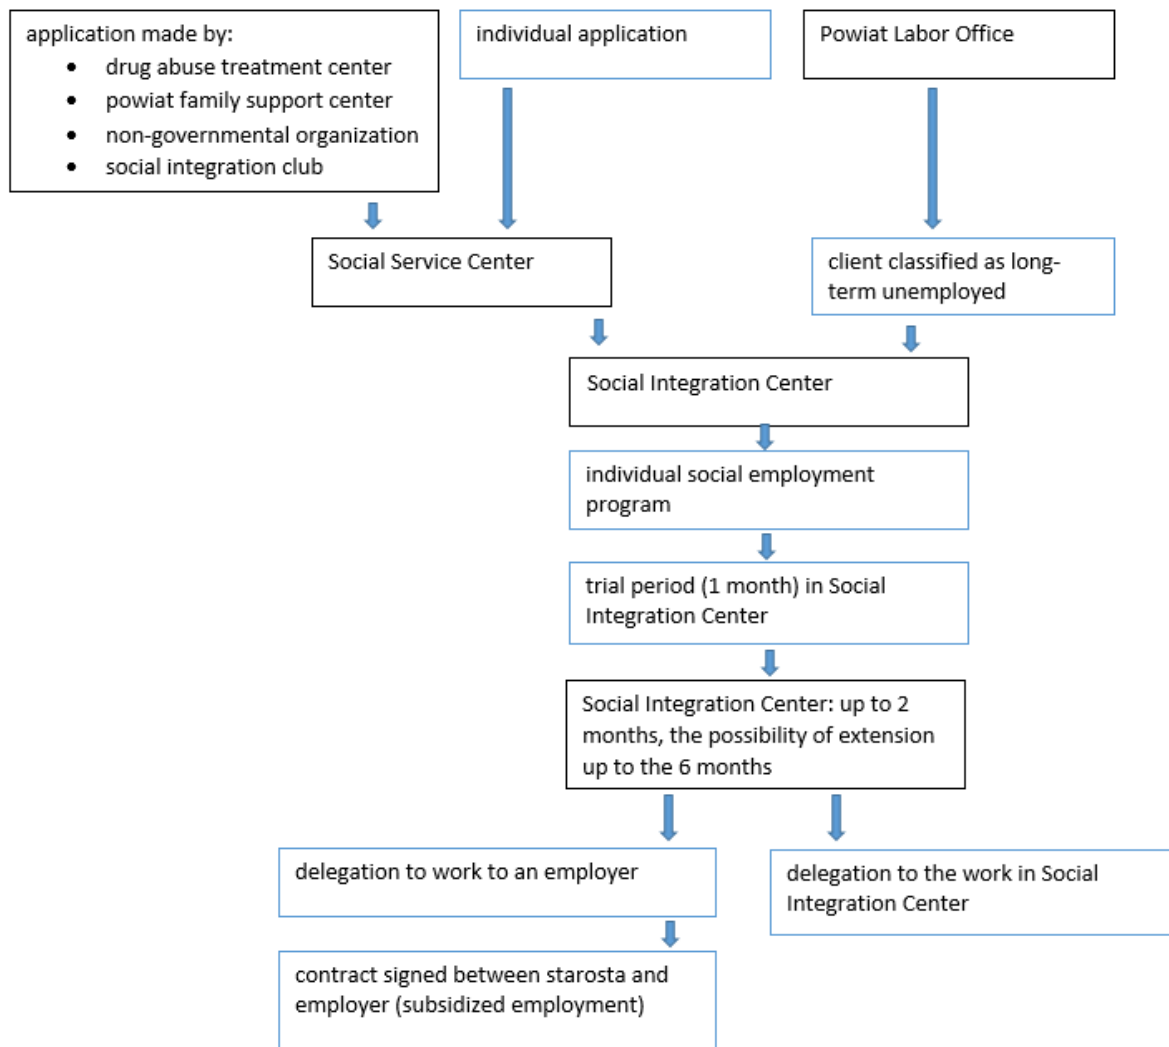 application made by:
• drug abuse treatment center
• powiat family support center
• non-governmental organization
• social integration club
individual application
Powiat Labor Office
Social Service Center
client classified as long-
term unemployed
Social Integration Center
individual social employment
program
trial period (1 month) in Social
Integration Center
Social Integration Center: up to 2
months, the possibility of extension
up to the 6 months
delegation to work to an employer
delegation to the work in Social
Integration Center
contract signed between starosta and
employer (subsidized employment)